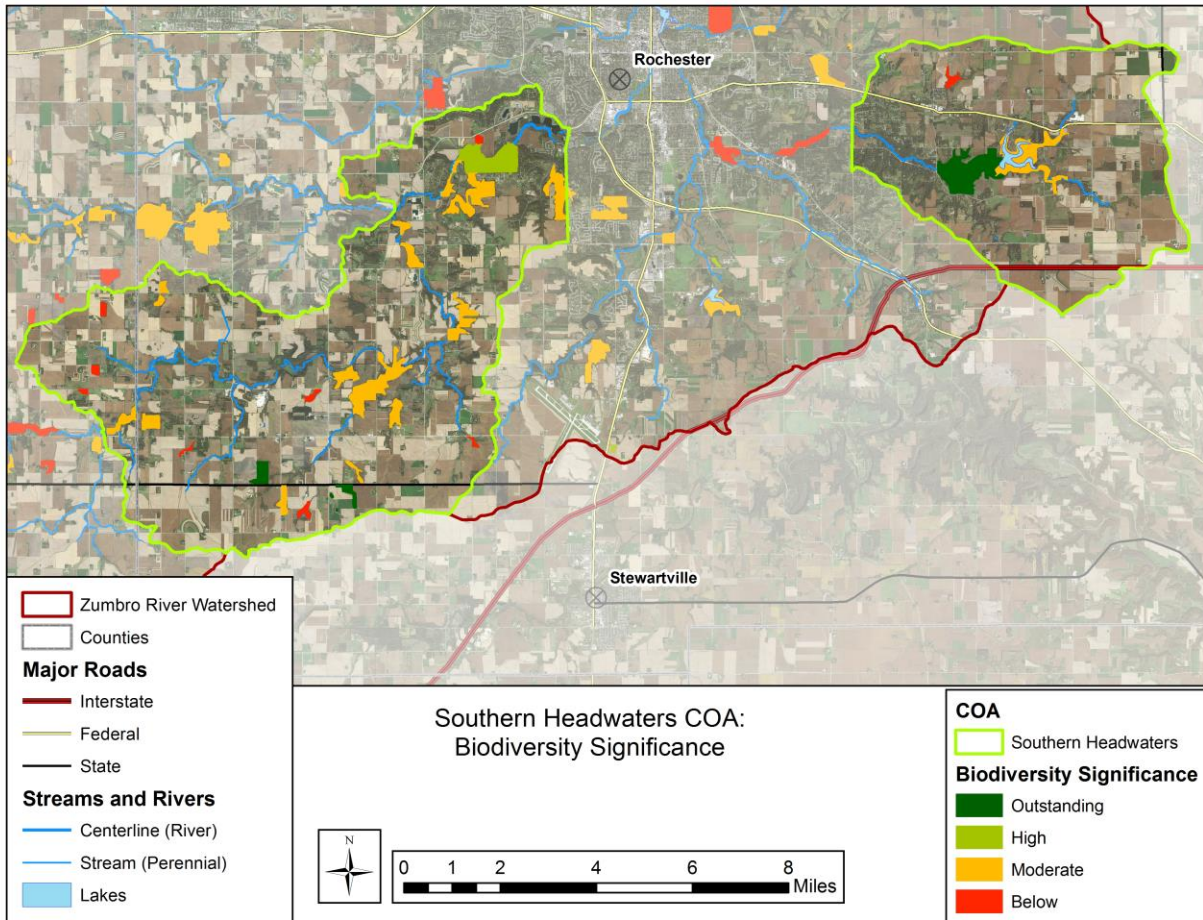 Rochester
Stewartville
Zumbro River Watershed
Counties
Major Roads
Interstate
Federal
State
Streams and Rivers
Centerline (River)
Stream (Perennial)
Lakes
Southern Headwaters COA:
Biodiversity Significance
N
0 1 2 4 6 8
Miles
COA
Southern Headwaters
Biodiversity Significance
Outstanding
High
Moderate
Below